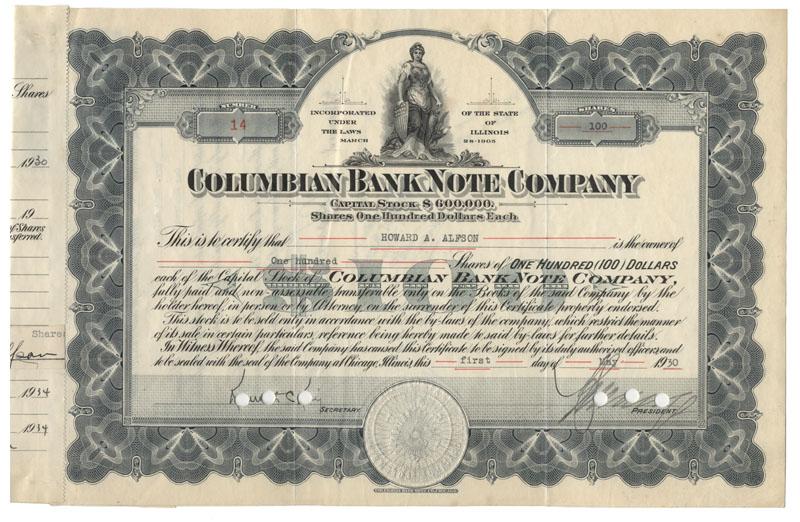 Shares
1930
19
of Shares
sferred.
Shares
1934
1934
NUMBER
14
SHARES
100
INCORPORATED
UNDER
THE LAWS
MARCH
OF THE STATE
OF
ILLINOIS
28-1905
COLUMBIAN BANK NOTE COMPANY
CAPITAL STOCK $600,000.
Shares One Hundred Dollars Each
This is to certify that HOWARD A. ALFSON is the owner of
One hundred Shares of ONE HUNDRED (100) DOLLARS
each of the Capital Stock of COLUMBIAN BANK NOTE COMPANY,
fully paid and non-assessable transferable only on the Books of the said Company by the
holder hereof, in person or by Attorney, on the surrender of this Certificate properly endorsed.
This stock is to be sold only in accordance with the by-laws of the company, which restrict the manner
of its sale in certain particulars, reference being hereby made to said by-laws for further details.
In Witness Whereof, the said Company has caused this Certificate to be signed by its duly authorized officers, and
to be sealed with the seal of the Company at Chicago, Illinois, this first day of May 1930
SECRETARY.
PRESIDENT.
COLUMBIAN BANK NOTE CO. CHICAGO